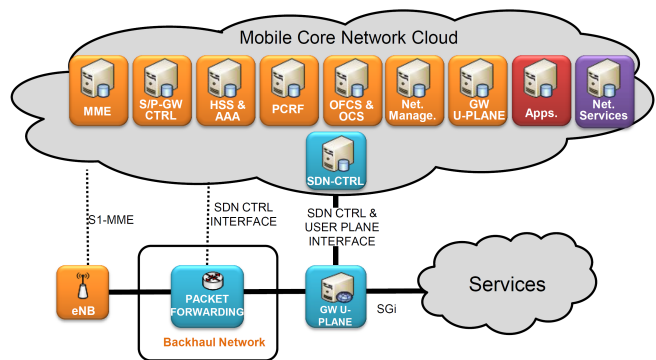 Mobile Core Network Cloud
MME
S/P-GW
CTRL
HSS &
AAA
PCRF
OFCS &
OCS
Net.
Manage.
GW
U-PLANE
Apps.
Net.
Services
SDN-CTRL
S1-MME
SDN CTRL
INTERFACE
SDN CTRL &
USER PLANE
INTERFACE
eNB
PACKET
FORWARDING
Backhaul Network
GW U-
PLANE
SGi
Services